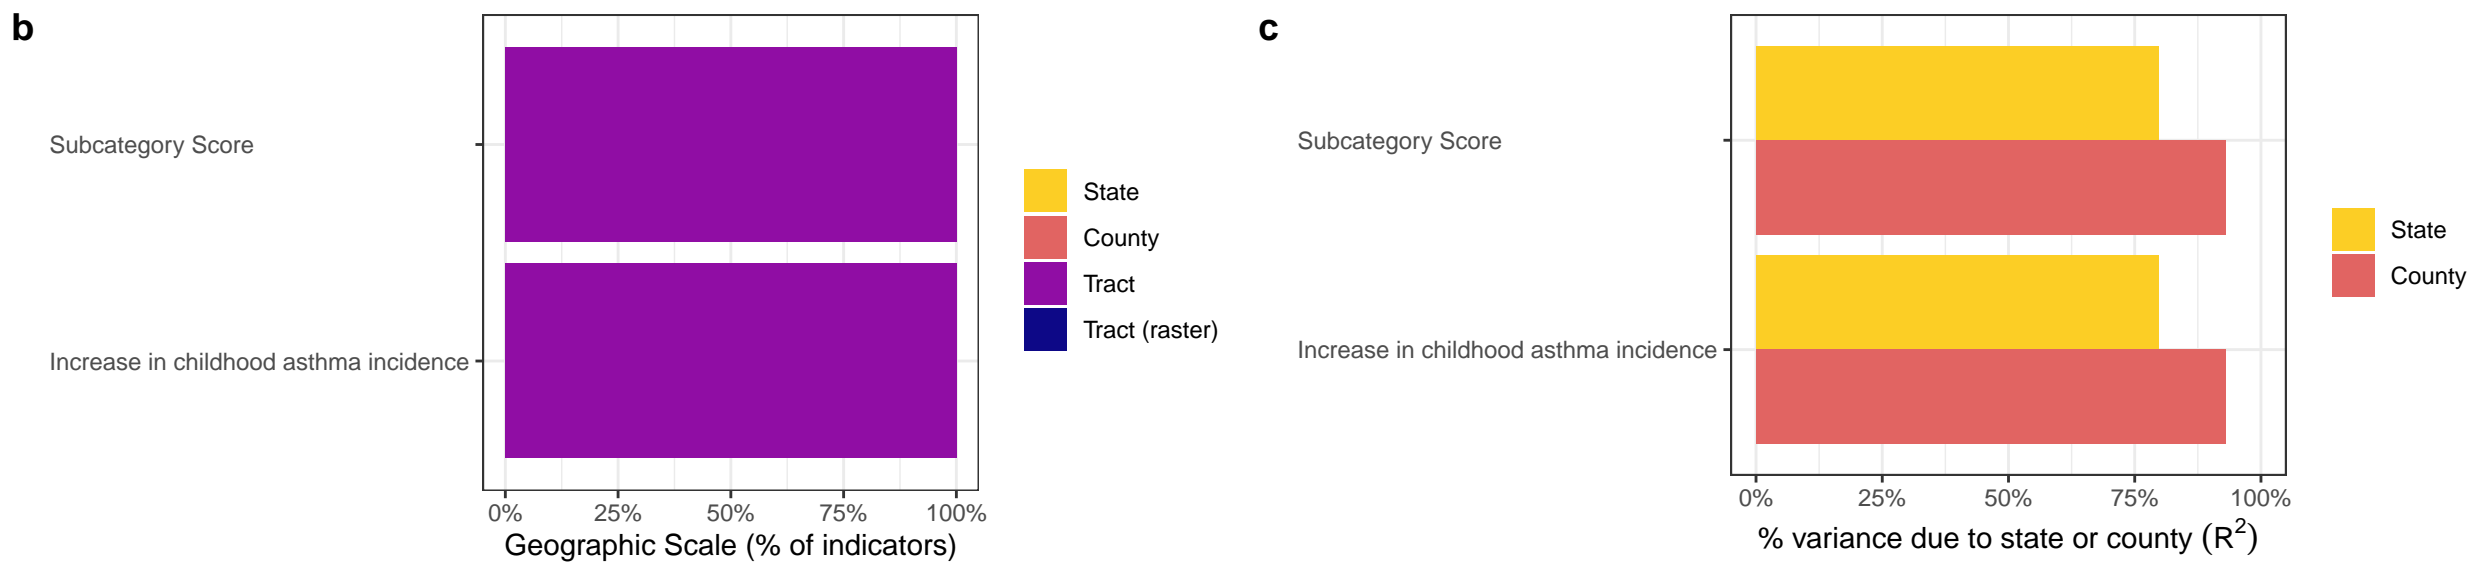 b
Subcategory Score
Increase in childhood asthma incidence
0% 25% 50% 75% 100%
Geographic Scale (% of indicators)
State
County
Tract
Tract (raster)
c
Subcategory Score
Increase in childhood asthma incidence
0% 25% 50% 75% 100%
% variance due to state or county (R²)
State
County